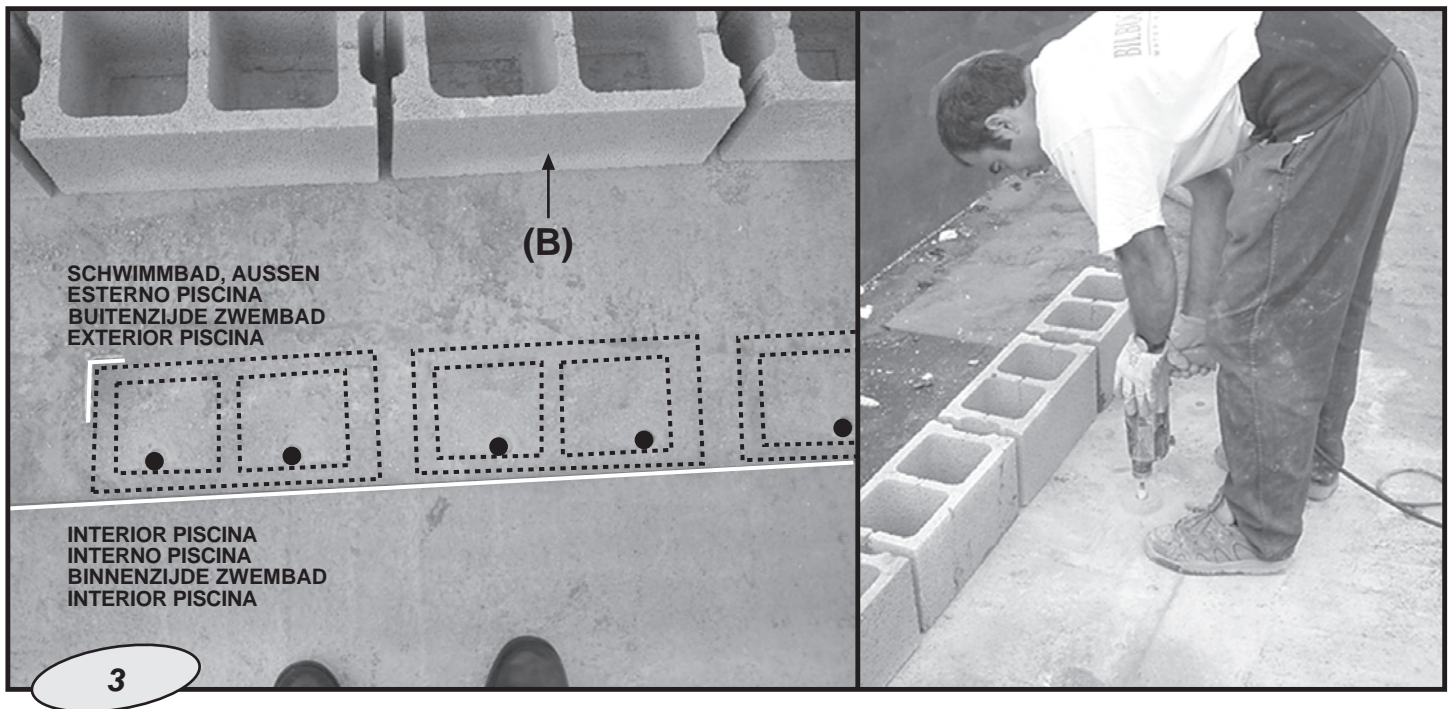 (B)
SCHWIMMBAD, AUSSEN
ESTERNO PISCINA
BUITENZIJDE ZWEMBAD
EXTERIOR PISCINA
INTERIOR PISCINA
INTERNO PISCINA
BINNENZIJDE ZWEMBAD
INTERIOR PISCINA
3